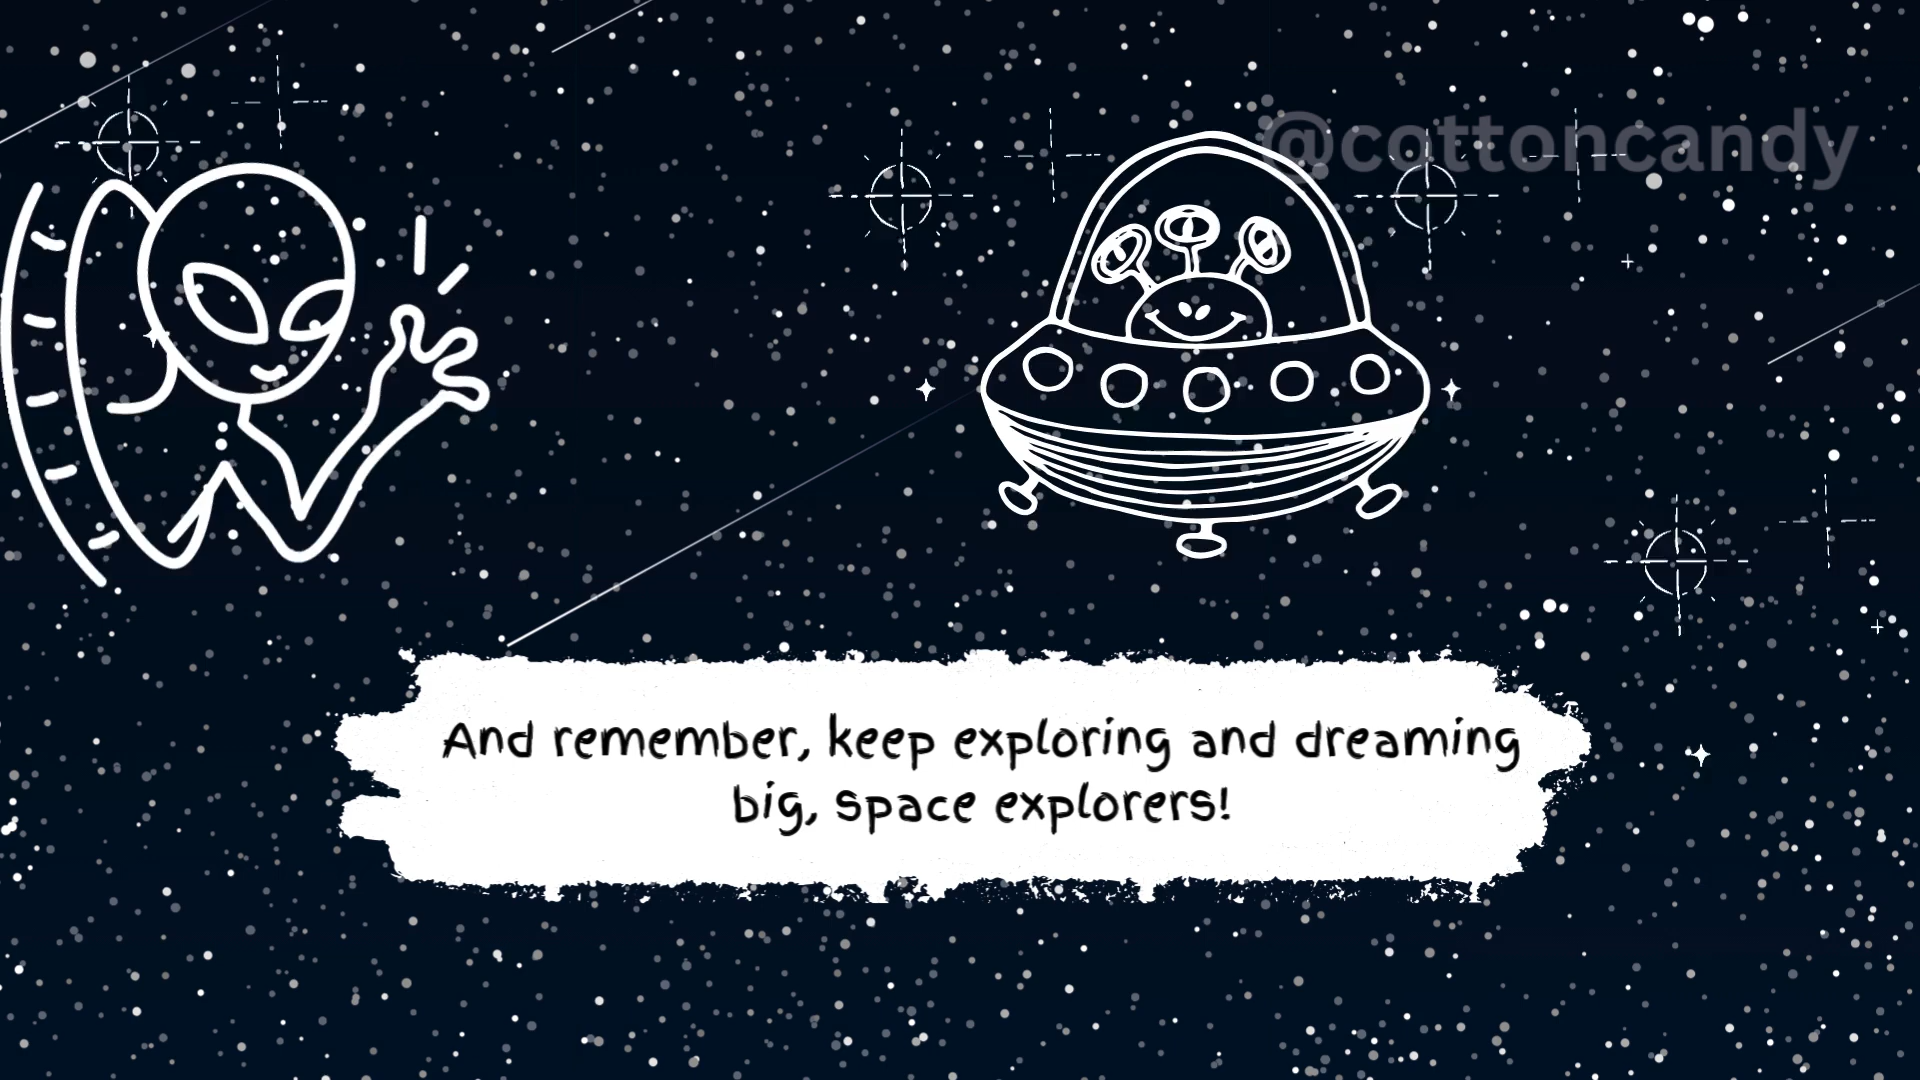 @cottoncandy
And remember, keep exploring and dreaming
big, space explorers!